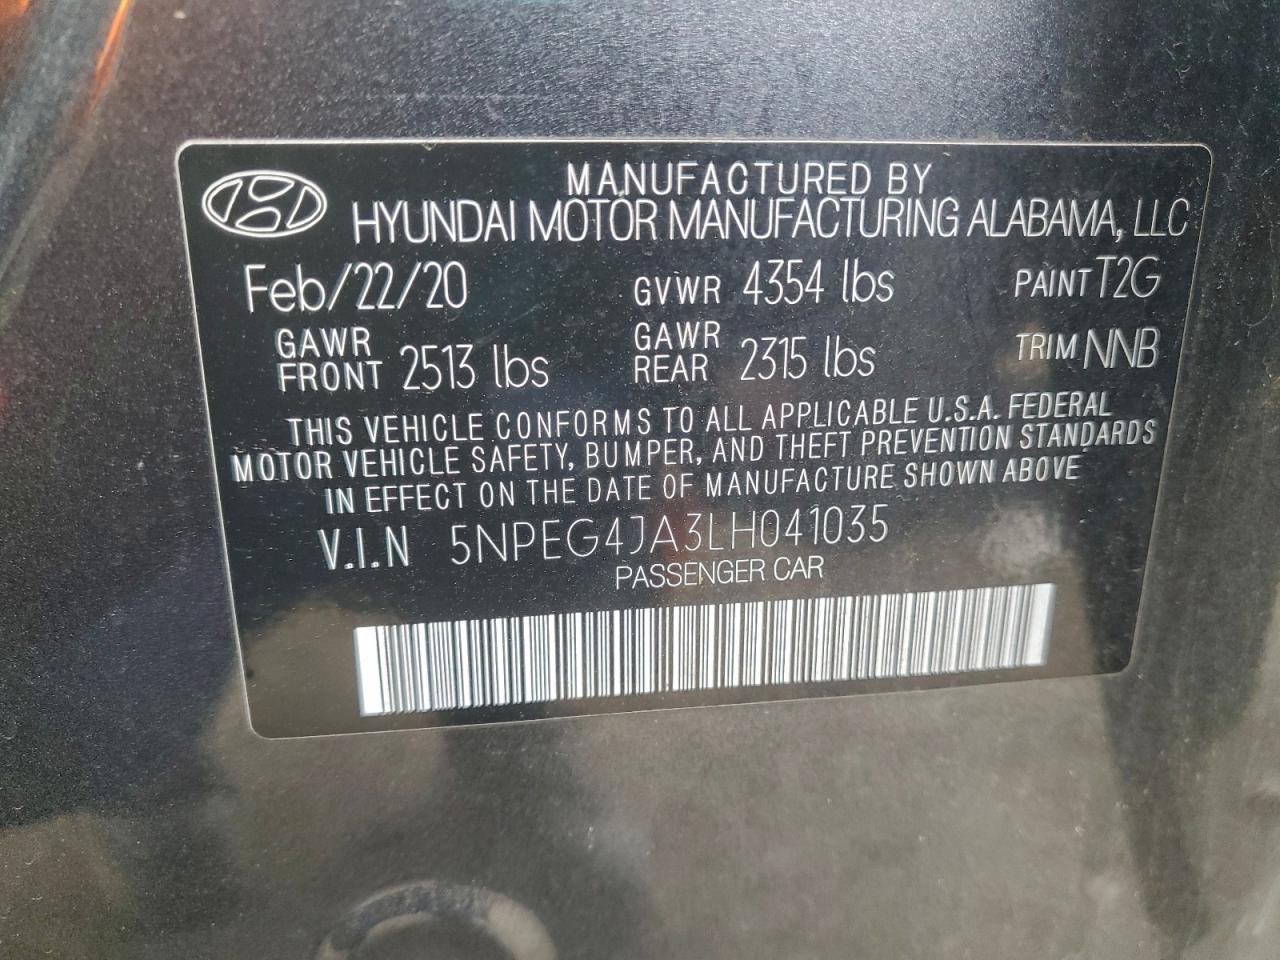 MANUFACTURED BY
HYUNDAI MOTOR MANUFACTURING ALABAMA, LLC
Feb/22/20 GVWR 4354 lbs PAINT T2G
GAWR FRONT 2513 lbs GAWR REAR 2315 lbs TRIM NNB
THIS VEHICLE CONFORMS TO ALL APPLICABLE U.S.A. FEDERAL
MOTOR VEHICLE SAFETY, BUMPER, AND THEFT PREVENTION STANDARDS
IN EFFECT ON THE DATE OF MANUFACTURE SHOWN ABOVE
V.I.N 5NPEG4JA3LH041035
PASSENGER CAR